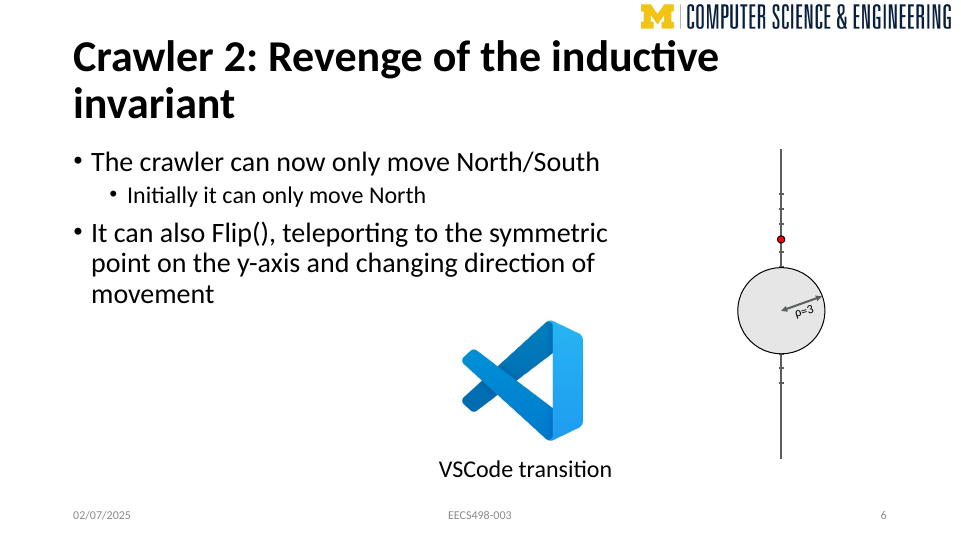 M | COMPUTER SCIENCE & ENGINEERING
Crawler 2: Revenge of the inductive
invariant
• The crawler can now only move North/South
• Initially it can only move North
• It can also Flip(), teleporting to the symmetric
point on the y-axis and changing direction of
movement
ρ=3
VSCode transition
02/07/2025
EECS498-003
6